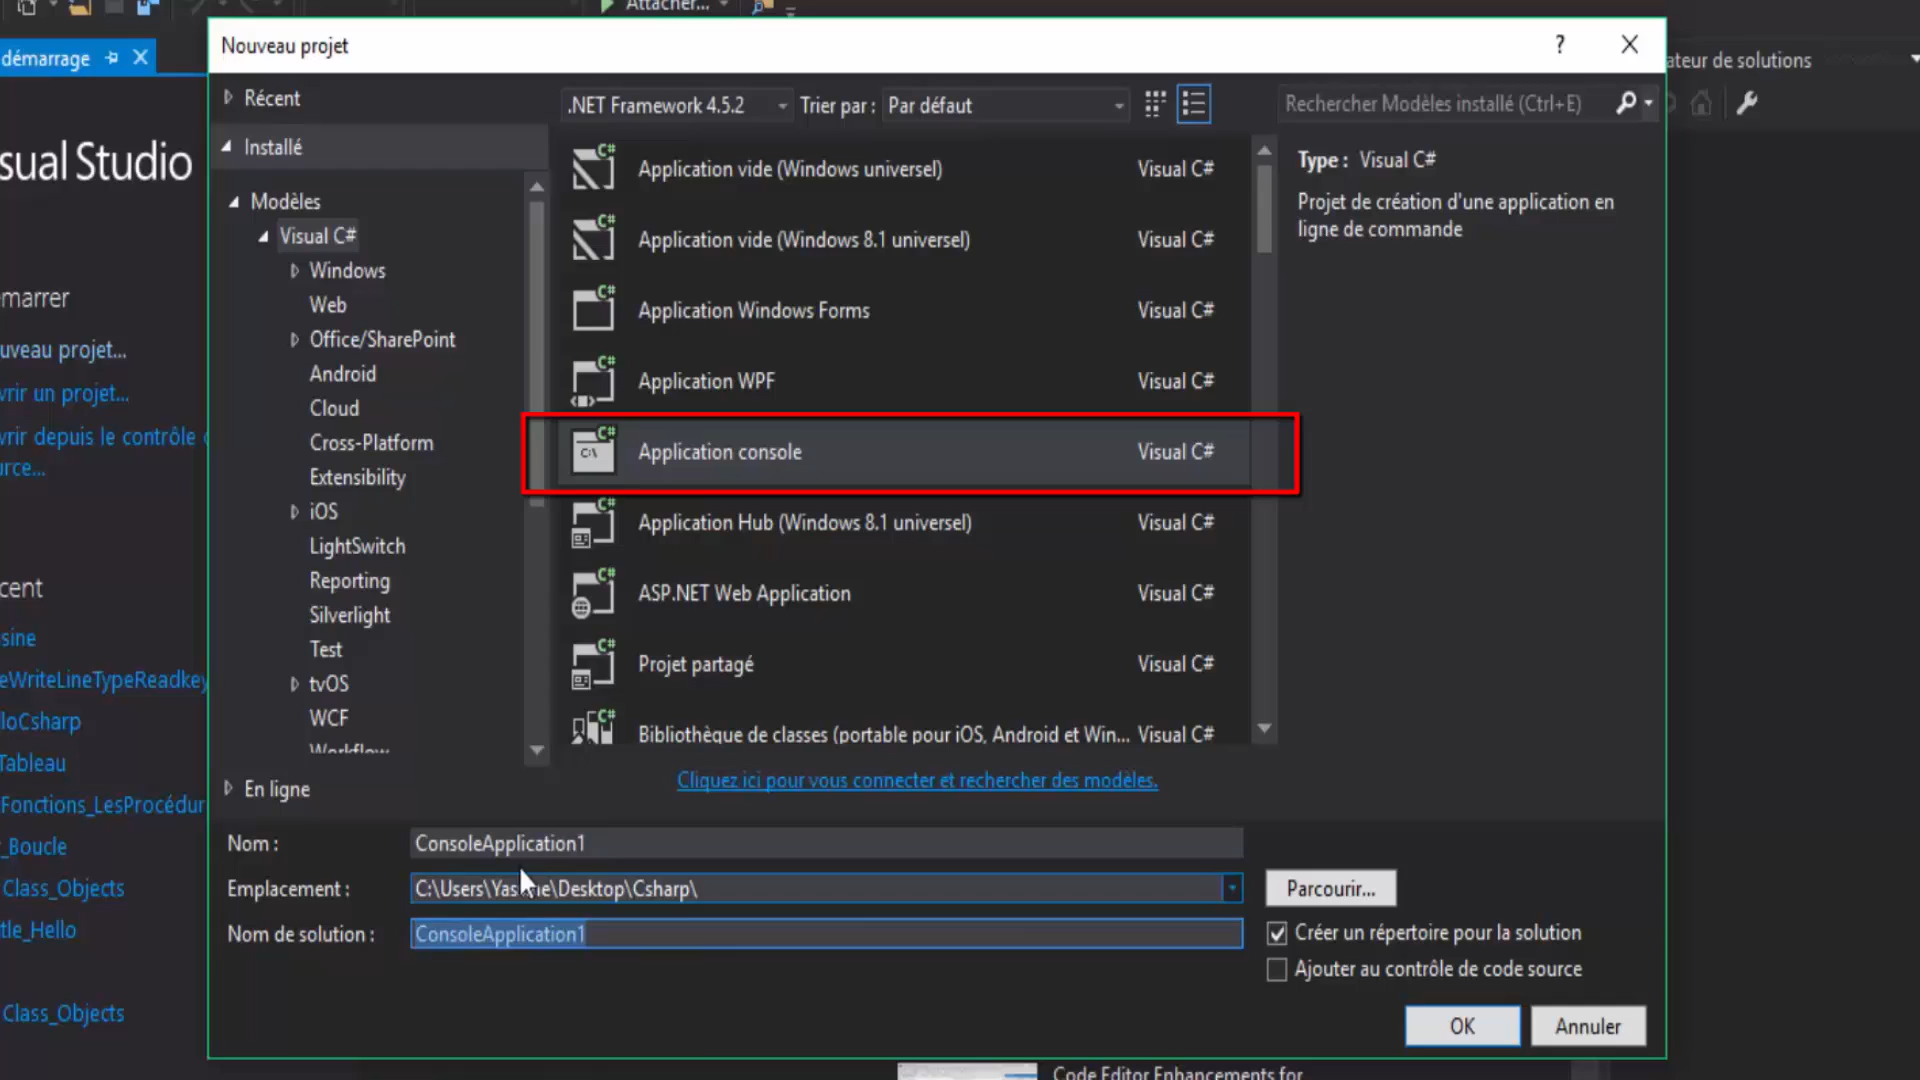 Attacher...
Nouveau projet
?
démarrage
ateur de solutions
Récent
.NET Framework 4.5.2
Trier par :
Par défaut
Rechercher Modèles installé (Ctrl+E)
Installé
sual Studio
Modèles
Visual C#
Windows
Web
Office/SharePoint
Android
Cloud
Cross-Platform
Extensibility
iOS
LightSwitch
Reporting
Silverlight
Test
tvOS
WCF
Workflow
En ligne
Application vide (Windows universel) Visual C#
Application vide (Windows 8.1 universel) Visual C#
Application Windows Forms Visual C#
Application WPF Visual C#
Application console Visual C#
Application Hub (Windows 8.1 universel) Visual C#
ASP.NET Web Application Visual C#
Projet partagé Visual C#
Bibliothèque de classes (portable pour iOS, Android et Win... Visual C#
Cliquez ici pour vous connecter et rechercher des modèles.
Type : Visual C#
Projet de création d'une application en
ligne de commande
marrer
uveau projet...
vrir un projet...
vrir depuis le contrôle
urce...
cent
sine
eWriteLineTypeReadkey
loCsharp
Tableau
Fonctions_LesProcédur
_Boucle
Class_Objects
tle_Hello
Class_Objects
Nom :
ConsoleApplication1
Emplacement :
Parcourir...
Nom de solution :
ConsoleApplication1
Créer un répertoire pour la solution
Ajouter au contrôle de code source
OK
Annuler
Code Editor Enhancements for